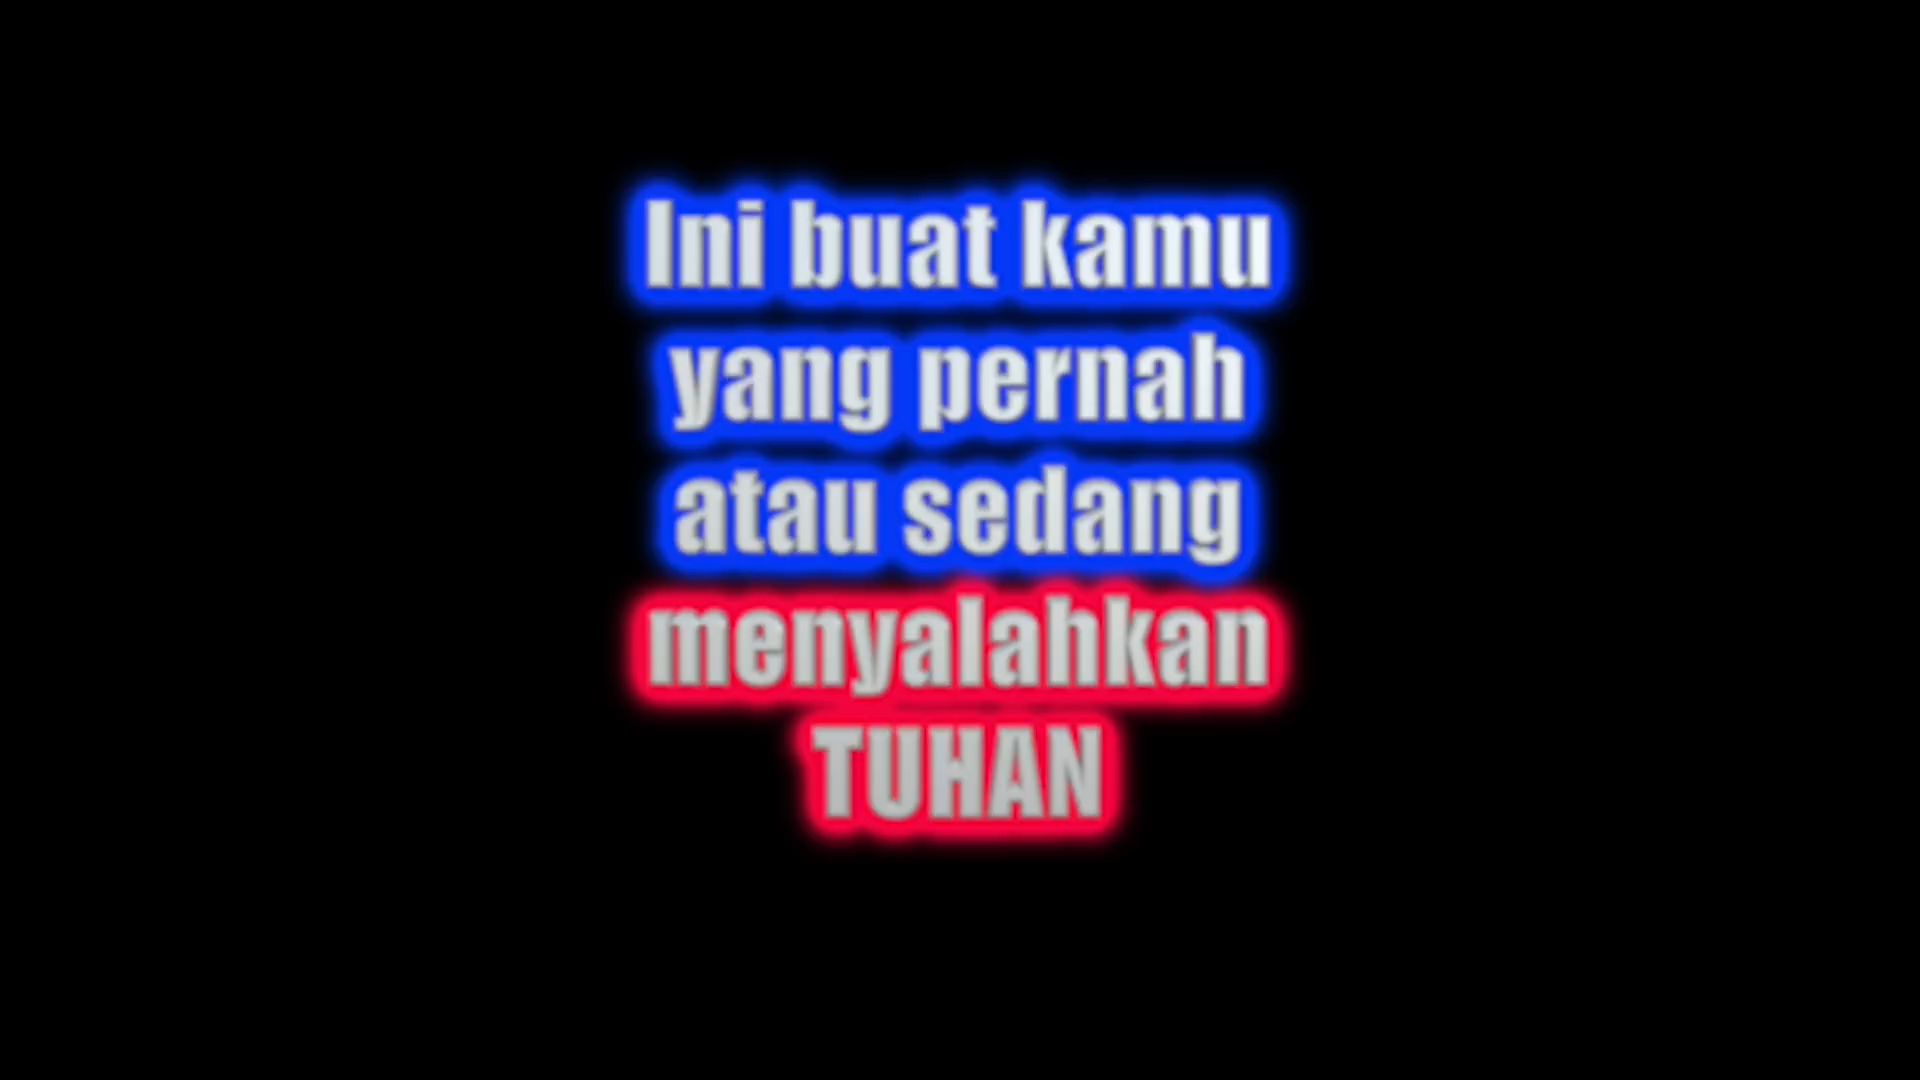 Ini buat kamu
yang pernah
atau sedang
menyalahkan
TUHAN